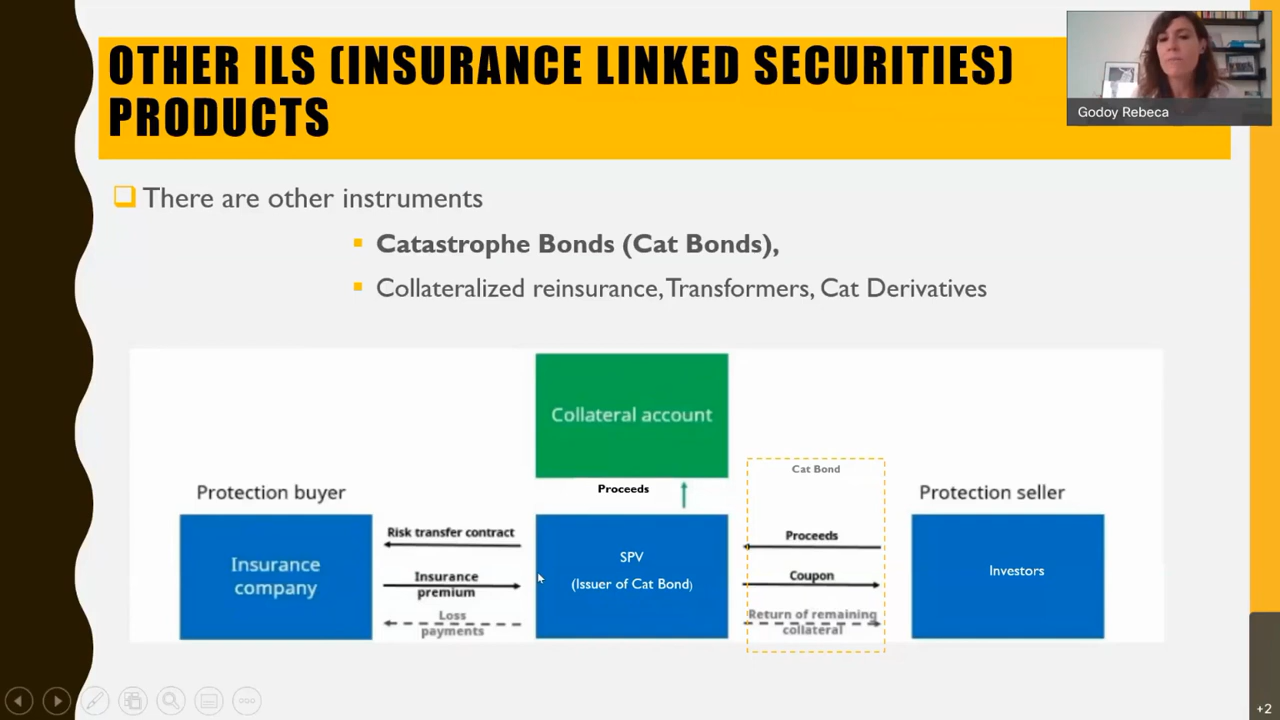 OTHER ILS (INSURANCE LINKED SECURITIES)
PRODUCTS
Godoy Rebeca
There are other instruments
Catastrophe Bonds (Cat Bonds),
Collateralized reinsurance, Transformers, Cat Derivatives
Collateral account
Cat Bond
Proceeds
Protection buyer
Protection seller
Risk transfer contract
Proceeds
Insurance
company
SPV
(Issuer of Cat Bond)
Investors
Insurance
premium
Coupon
Loss
payments
Return of remaining
collateral
+2